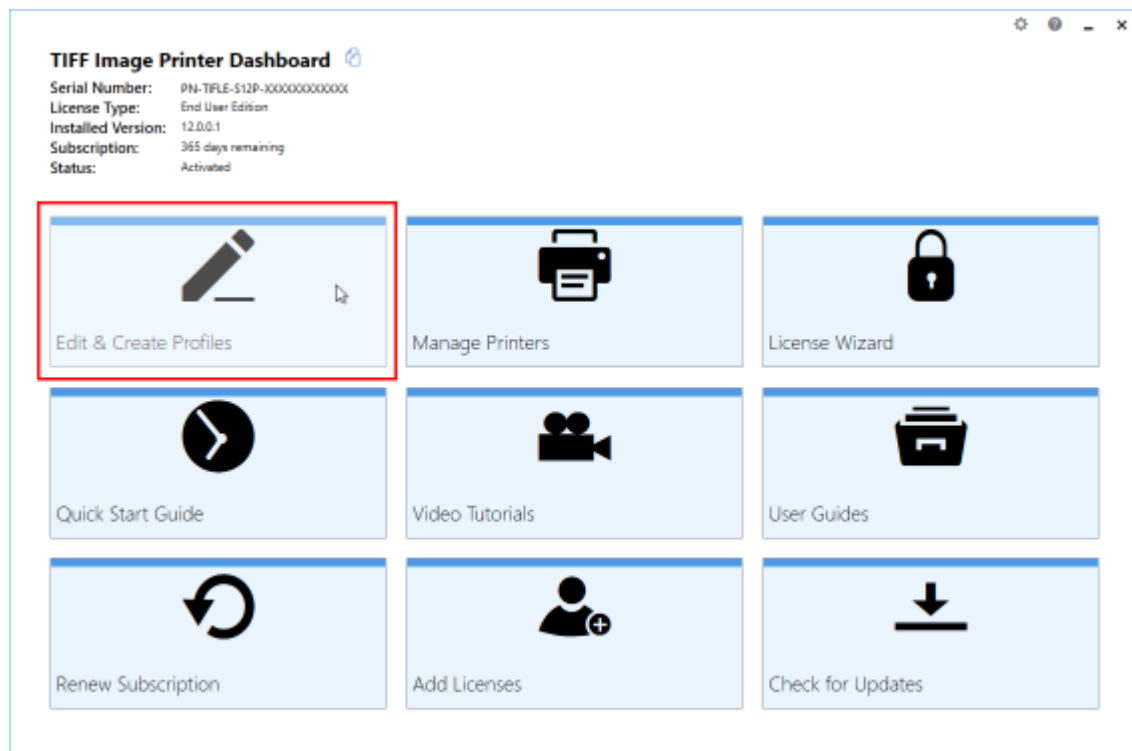 TIFF Image Printer Dashboard
Serial Number: PN-TIFLE-S12P-XXXXXXXXXXXX
License Type: End User Edition
Installed Version: 12.0.0.1
Subscription: 365 days remaining
Status: Activated
Edit & Create Profiles
Manage Printers
License Wizard
Quick Start Guide
Video Tutorials
User Guides
Renew Subscription
Add Licenses
Check for Updates